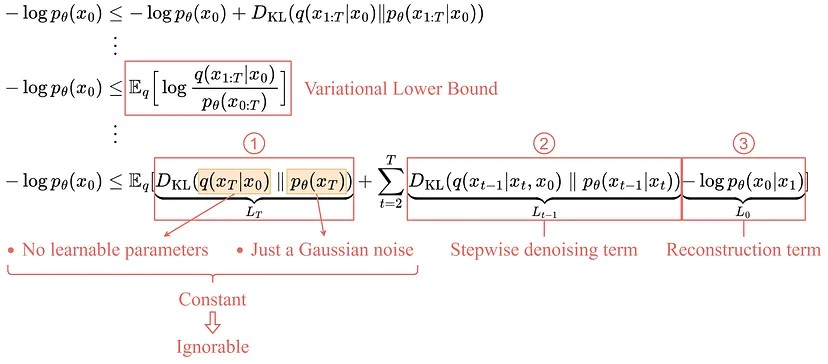 − log pθ(x0) ≤ − log pθ(x0) + DKL(q(x1:T|x0)‖pθ(x1:T|x0))
⋮
− log pθ(x0) ≤ 𝔼q[log q(x1:T|x0) / pθ(x0:T)] Variational Lower Bound
⋮
① ② ③
− log pθ(x0) ≤ 𝔼q[DKL(q(xT|x0) ‖ pθ(xT)) + ∑t=2T DKL(q(xt−1|xt, x0) ‖ pθ(xt−1|xt)) − log pθ(x0|x1)]
LT Lt−1 L0
• No learnable parameters • Just a Gaussian noise Stepwise denoising term Reconstruction term
Constant
Ignorable